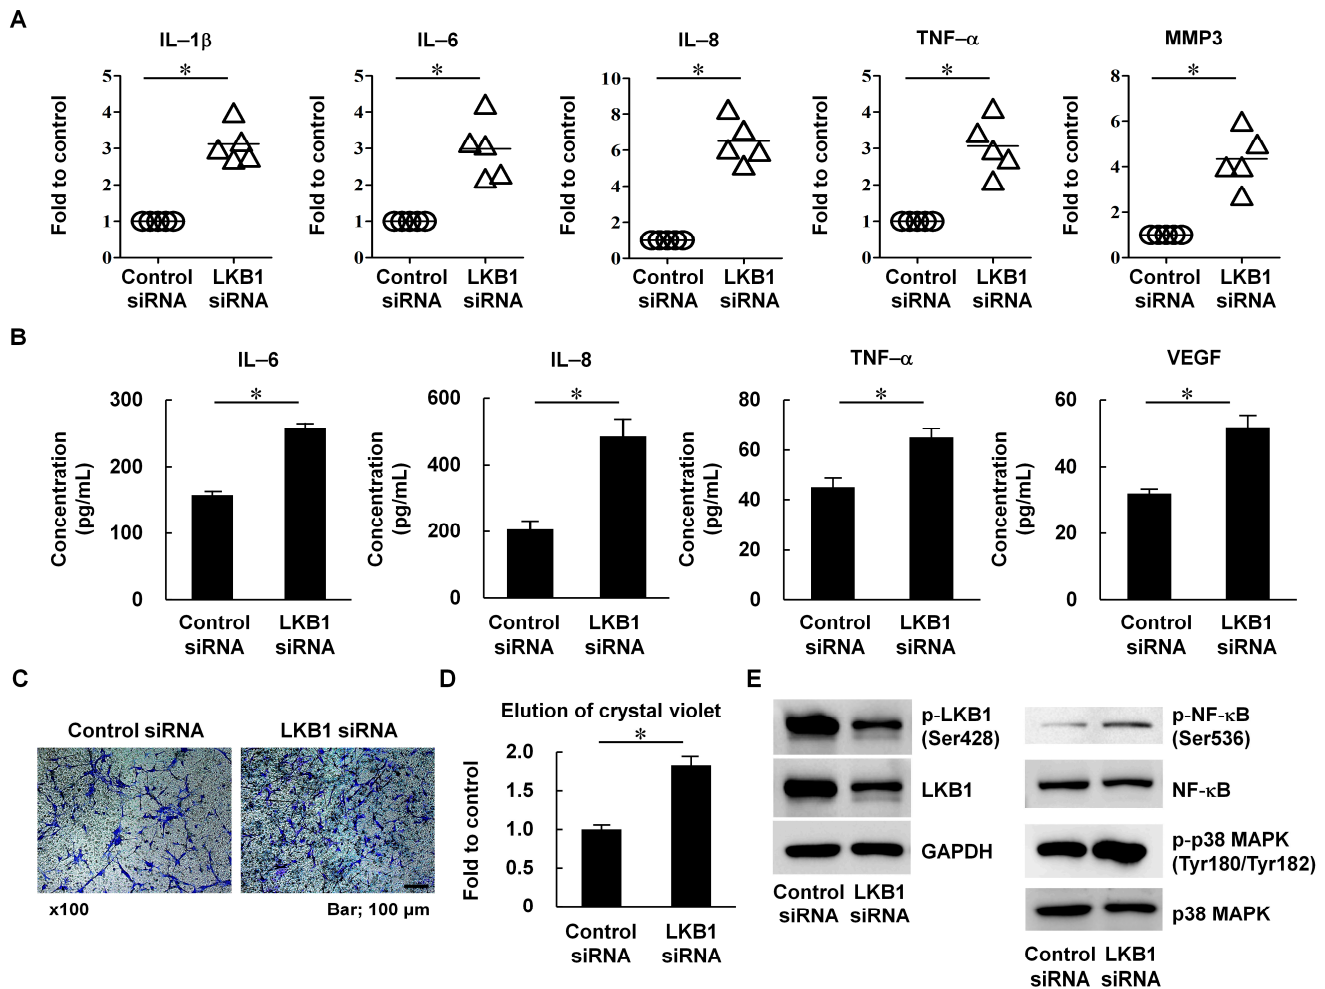 A
IL–1β
IL–6
IL–8
TNF–α
MMP3
Fold to control
5
4
3
2
1
0
*
Control siRNA
LKB1 siRNA
Fold to control
5
4
3
2
1
0
*
Control siRNA
LKB1 siRNA
Fold to control
10
8
6
4
2
0
*
Control siRNA
LKB1 siRNA
Fold to control
5
4
3
2
1
0
*
Control siRNA
LKB1 siRNA
Fold to control
8
6
4
2
0
*
Control siRNA
LKB1 siRNA
B
IL–6
IL–8
TNF–α
VEGF
Concentration (pg/mL)
300
200
100
0
*
Control siRNA
LKB1 siRNA
Concentration (pg/mL)
600
400
200
0
*
Control siRNA
LKB1 siRNA
Concentration (pg/mL)
80
60
40
20
0
*
Control siRNA
LKB1 siRNA
Concentration (pg/mL)
60
40
20
0
*
Control siRNA
LKB1 siRNA
C
Control siRNA
LKB1 siRNA
x100
Bar; 100 μm
D
Elution of crystal violet
Fold to control
2.0
1.5
1.0
0.5
0
*
Control siRNA
LKB1 siRNA
E
p-LKB1
(Ser428)
LKB1
GAPDH
Control siRNA
LKB1 siRNA
p-NF-κB
(Ser536)
NF-κB
p-p38 MAPK
(Tyr180/Tyr182)
p38 MAPK
Control siRNA
LKB1 siRNA